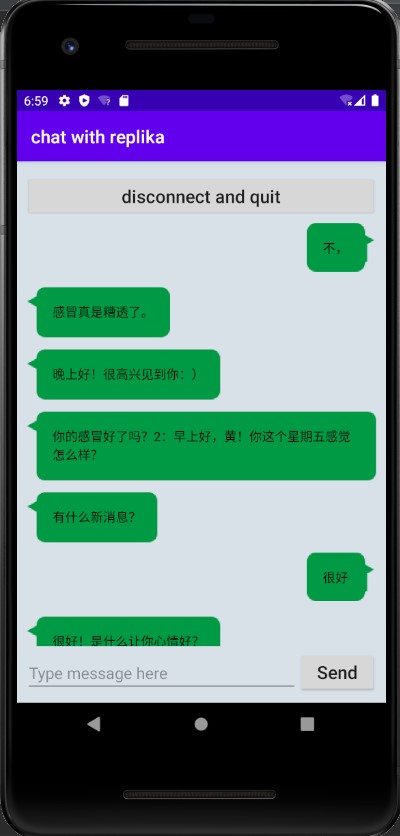 6:59
chat with replika
disconnect and quit
不，
感冒真是糟透了。
晚上好！很高兴见到你：）
你的感冒好了吗？2：早上好，黄！你这个星期五感觉
怎么样？
有什么新消息？
很好
很好！是什么让你心情好？
Type message here
Send